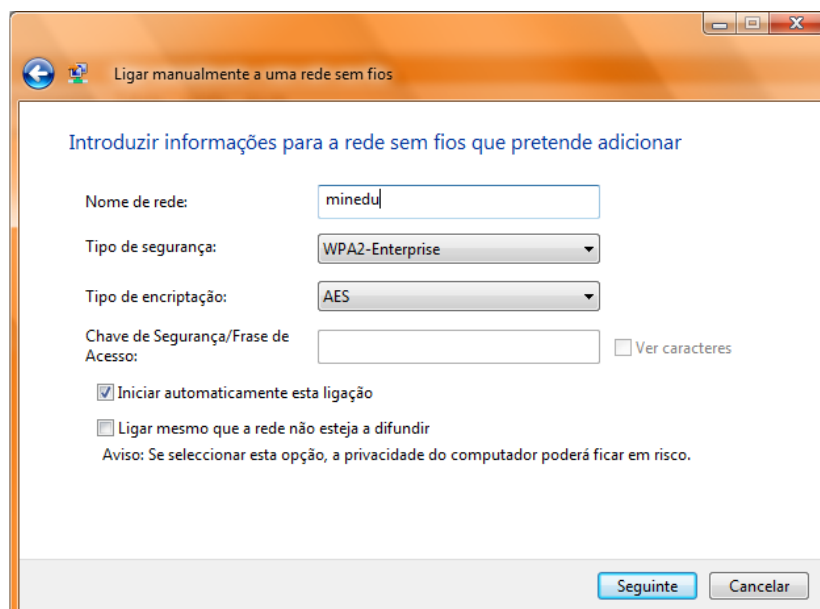 Ligar manualmente a uma rede sem fios
Introduzir informações para a rede sem fios que pretende adicionar
Nome de rede:
minedu
Tipo de segurança:
WPA2-Enterprise
Tipo de encriptação:
AES
Chave de Segurança/Frase de
Acesso:
Ver caracteres
Iniciar automaticamente esta ligação
Ligar mesmo que a rede não esteja a difundir
Aviso: Se seleccionar esta opção, a privacidade do computador poderá ficar em risco.
Seguinte
Cancelar